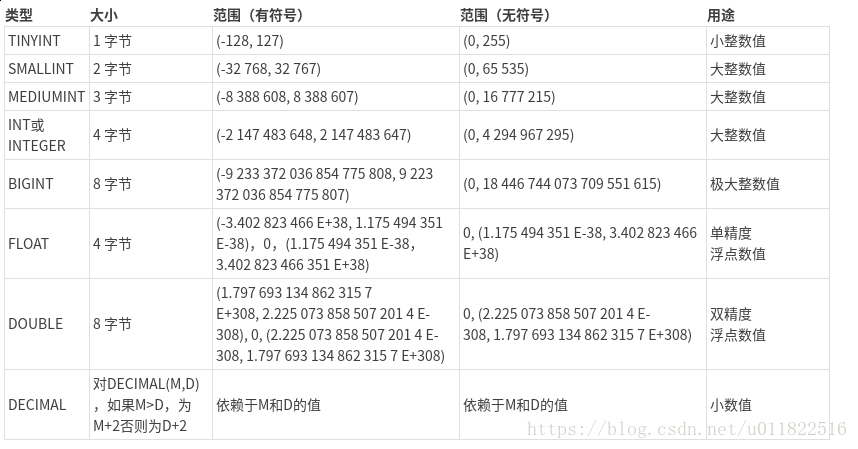 类型 大小 范围（有符号） 范围（无符号） 用途
TINYINT 1 字节 (-128, 127) (0, 255) 小整数值
SMALLINT 2 字节 (-32 768, 32 767) (0, 65 535) 大整数值
MEDIUMINT 3 字节 (-8 388 608, 8 388 607) (0, 16 777 215) 大整数值
INT或
INTEGER 4 字节 (-2 147 483 648, 2 147 483 647) (0, 4 294 967 295) 大整数值
BIGINT 8 字节 (-9 233 372 036 854 775 808, 9 223
372 036 854 775 807) (0, 18 446 744 073 709 551 615) 极大整数值
FLOAT 4 字节 (-3.402 823 466 E+38, 1.175 494 351
E-38)，0，(1.175 494 351 E-38，
3.402 823 466 351 E+38) 0, (1.175 494 351 E-38, 3.402 823 466
E+38) 单精度
浮点数值
DOUBLE 8 字节 (1.797 693 134 862 315 7
E+308, 2.225 073 858 507 201 4 E-
308), 0, (2.225 073 858 507 201 4 E-
308, 1.797 693 134 862 315 7 E+308) 0, (2.225 073 858 507 201 4 E-
308, 1.797 693 134 862 315 7 E+308) 双精度
浮点数值
DECIMAL 对DECIMAL(M,D)
，如果M>D，为
M+2否则为D+2 依赖于M和D的值 依赖于M和D的值 小数值
https://blog.csdn.net/u011822516